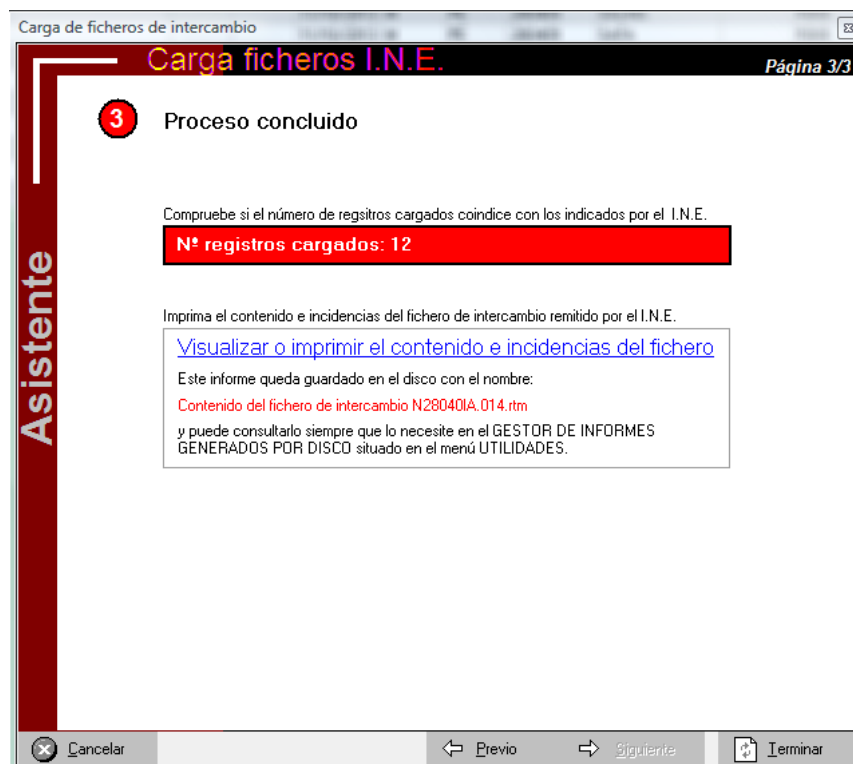 Carga de ficheros de intercambio
Carga ficheros I.N.E.
Página 3/3
3 Proceso concluido
Compruebe si el número de regsitros cargados coindice con los indicados por el I.N.E.
Nº registros cargados: 12
Imprima el contenido e incidencias del fichero de intercambio remitido por el I.N.E.
Visualizar o imprimir el contenido e incidencias del fichero
Este informe queda guardado en el disco con el nombre:
Contenido del fichero de intercambio N28040IA.014.rtm
y puede consultarlo siempre que lo necesite en el GESTOR DE INFORMES
GENERADOS POR DISCO situado en el menú UTILIDADES.
Asistente
Cancelar
Previo
Siguiente
Terminar